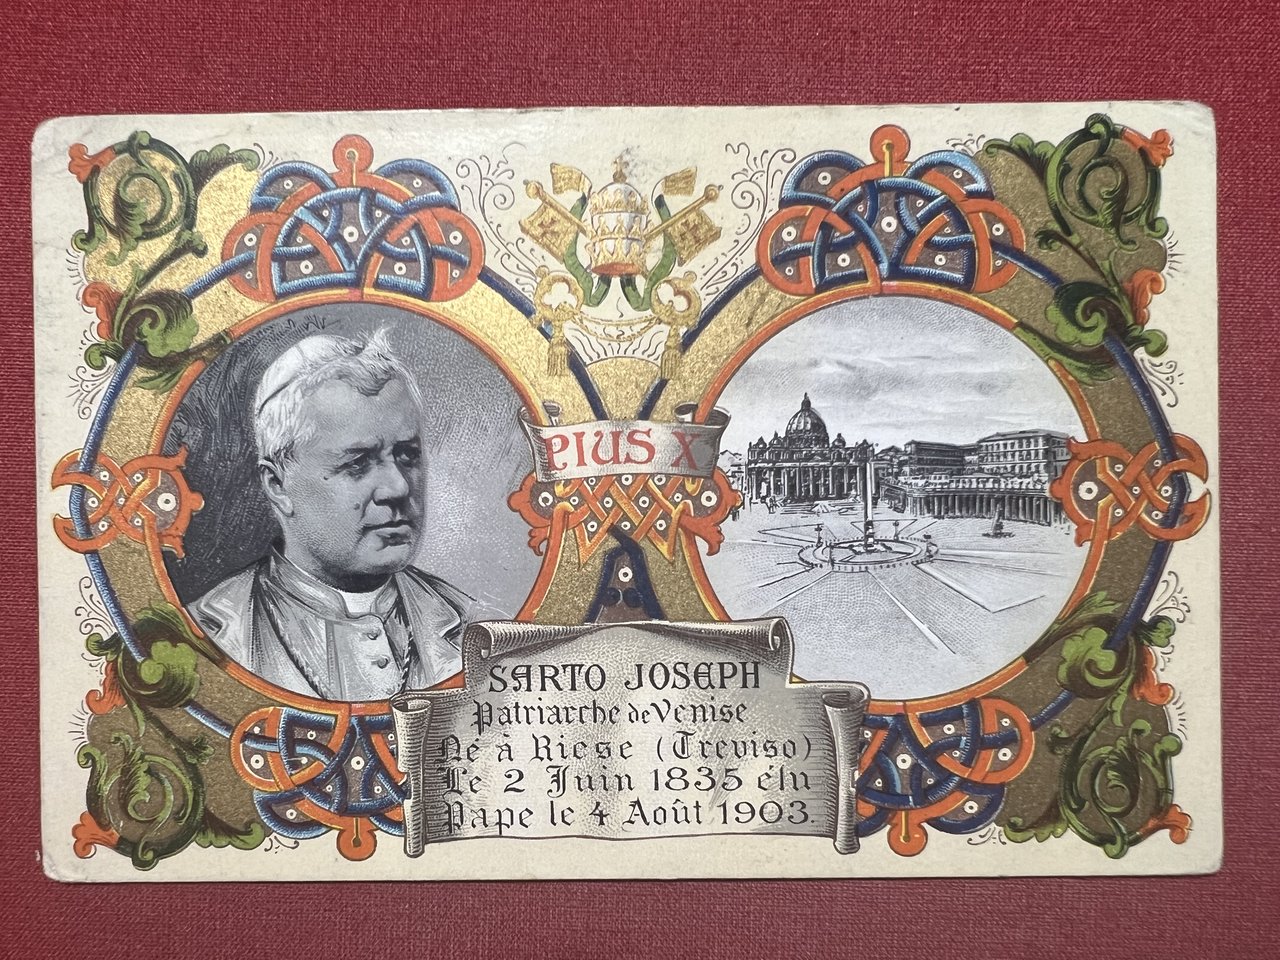 PIUS X
SARTO JOSEPH
Patriarche de Venise
Né à Riese (Treviso)
Le 2 Juin 1835 élu
Pape le 4 Août 1903.